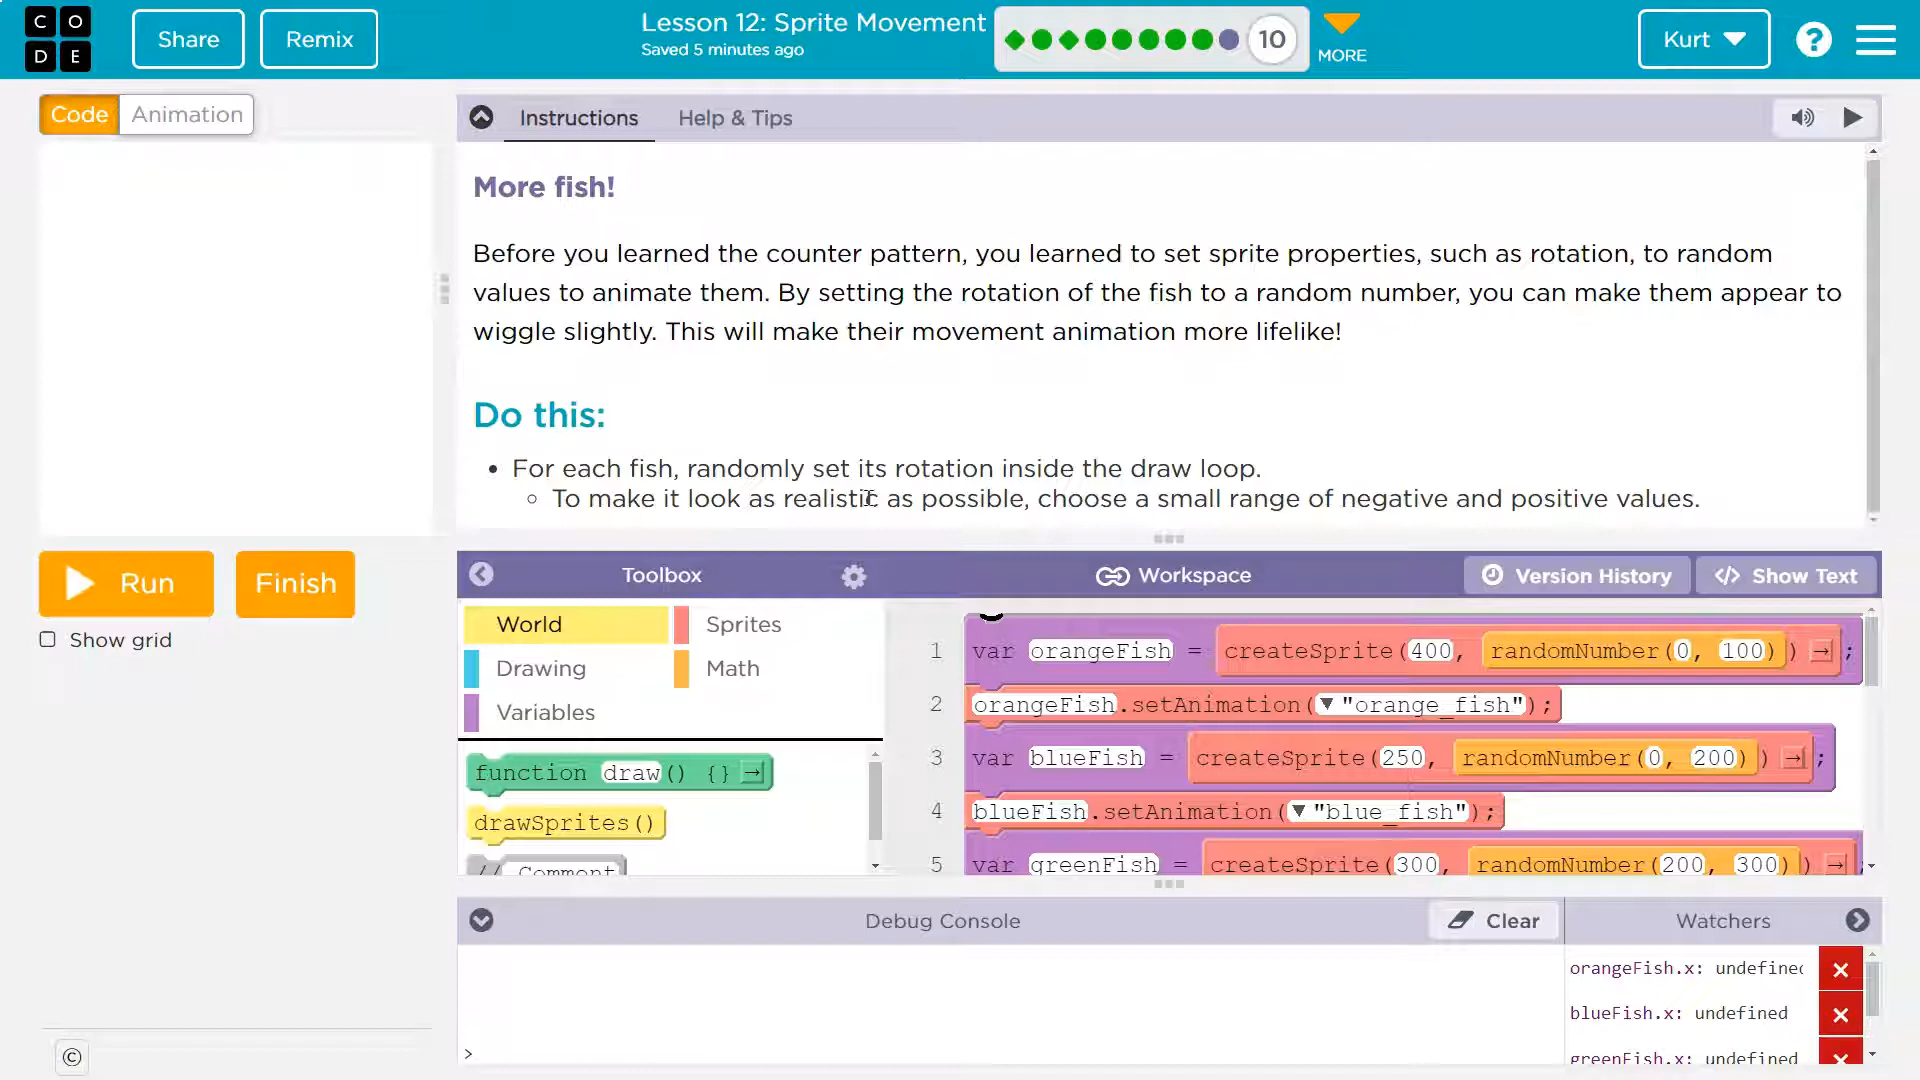 C O
D E
Share
Remix
Lesson 12: Sprite Movement
Saved 5 minutes ago
10
MORE
Kurt
?
Code
Animation
Instructions
Help & Tips
More fish!
Before you learned the counter pattern, you learned to set sprite properties, such as rotation, to random
values to animate them. By setting the rotation of the fish to a random number, you can make them appear to
wiggle slightly. This will make their movement animation more lifelike!
Do this:
• For each fish, randomly set its rotation inside the draw loop.
○ To make it look as realistic as possible, choose a small range of negative and positive values.
Run
Finish
Show grid
Toolbox
Workspace
Version History
</> Show Text
World
Sprites
Drawing
Math
Variables
function draw() {} →
drawSprites()
// Comment
1 var orangeFish = createSprite(400, randomNumber(0, 100)) → ;
2 orangeFish.setAnimation(▼ "orange_fish");
3 var blueFish = createSprite(250, randomNumber(0, 200)) → ;
4 blueFish.setAnimation(▼ "blue_fish");
5 var greenFish = createSprite(300, randomNumber(200, 300)) → ;
Debug Console
Clear
Watchers
orangeFish.x: undefined
blueFish.x: undefined
greenFish.x: undefined
>
©